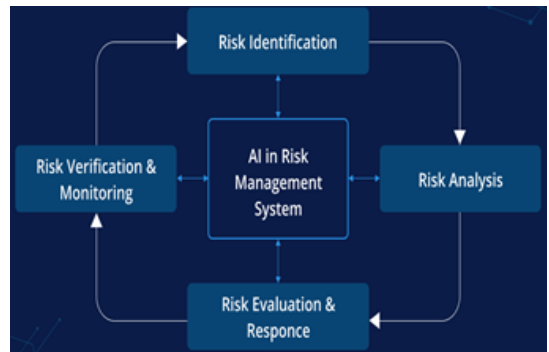 Risk Identification
Risk Verification &
Monitoring
AI in Risk
Management
System
Risk Analysis
Risk Evaluation &
Responce